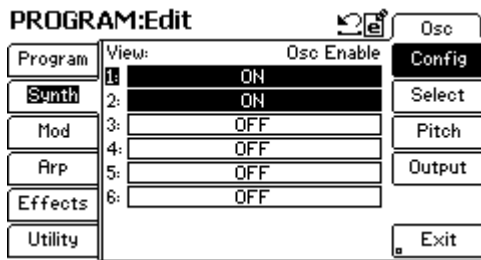 PROGRAM:Edit
e
Osc
Program
View:
Osc Enable
Config
1: ON
Synth
2: ON
Select
Mod
3: OFF
Pitch
4: OFF
Arp
5: OFF
Output
Effects
6: OFF
Utility
Exit